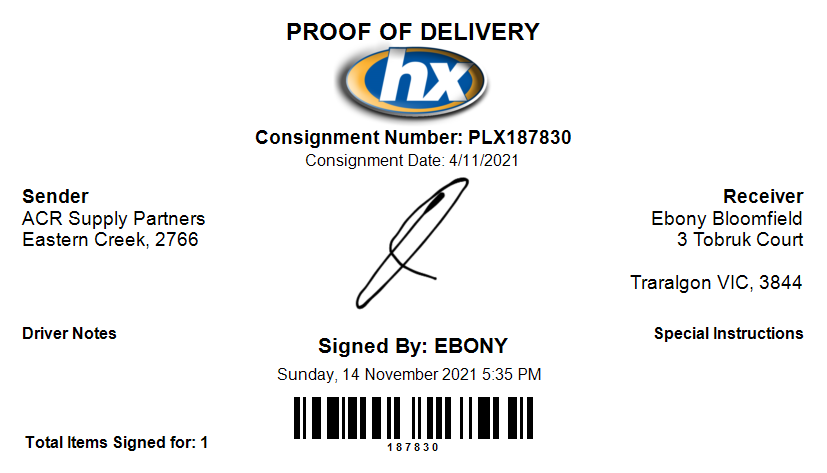 PROOF OF DELIVERY
hx
Consignment Number: PLX187830
Consignment Date: 4/11/2021
Sender
ACR Supply Partners
Eastern Creek, 2766
Receiver
Ebony Bloomfield
3 Tobruk Court
Traralgon VIC, 3844
Driver Notes
Special Instructions
Signed By: EBONY
Sunday, 14 November 2021 5:35 PM
187830
Total Items Signed for: 1